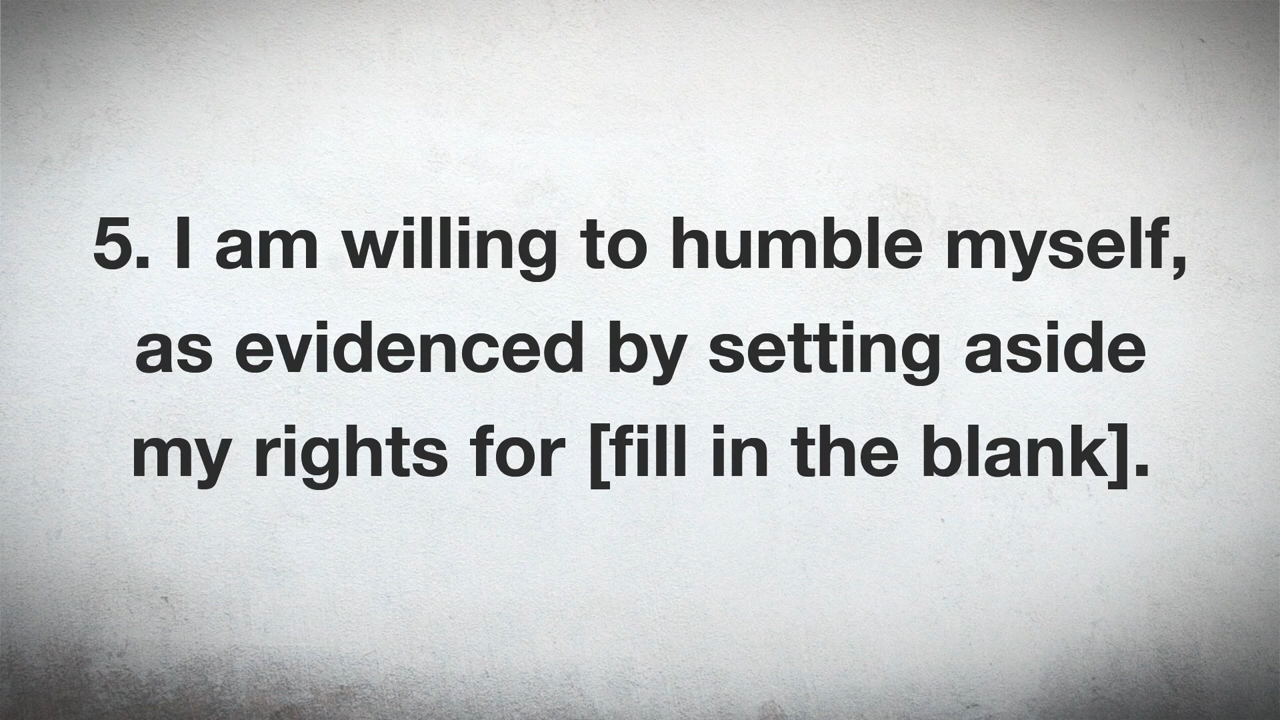 5. I am willing to humble myself,
as evidenced by setting aside
my rights for [fill in the blank].